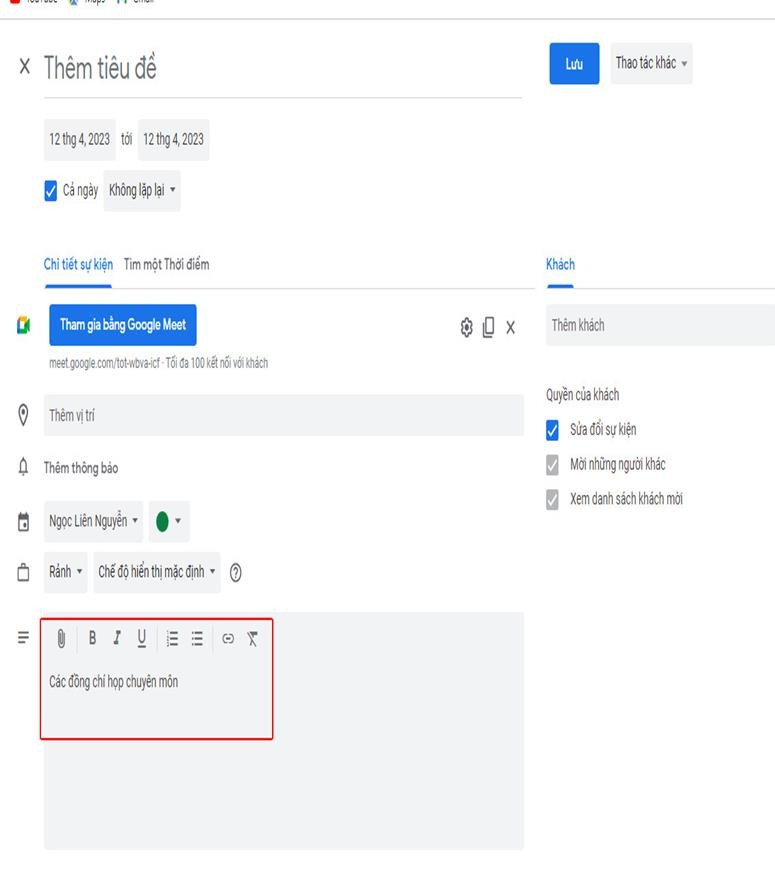 YouTube Maps Gmail
Thêm tiêu đề
Lưu
Thao tác khác
12 thg 4, 2023 tới 12 thg 4, 2023
Cả ngày Không lặp lại
Chi tiết sự kiện Tìm một Thời điểm
Khách
Tham gia bằng Google Meet
Thêm khách
meet.google.com/tot-wbva-icf · Tối đa 100 kết nối với khách
Quyền của khách
Thêm vị trí
Sửa đổi sự kiện
Mời những người khác
Thêm thông báo
Xem danh sách khách mời
Ngọc Liên Nguyễn
Rảnh Chế độ hiển thị mặc định
B I U
Các đồng chí họp chuyên môn